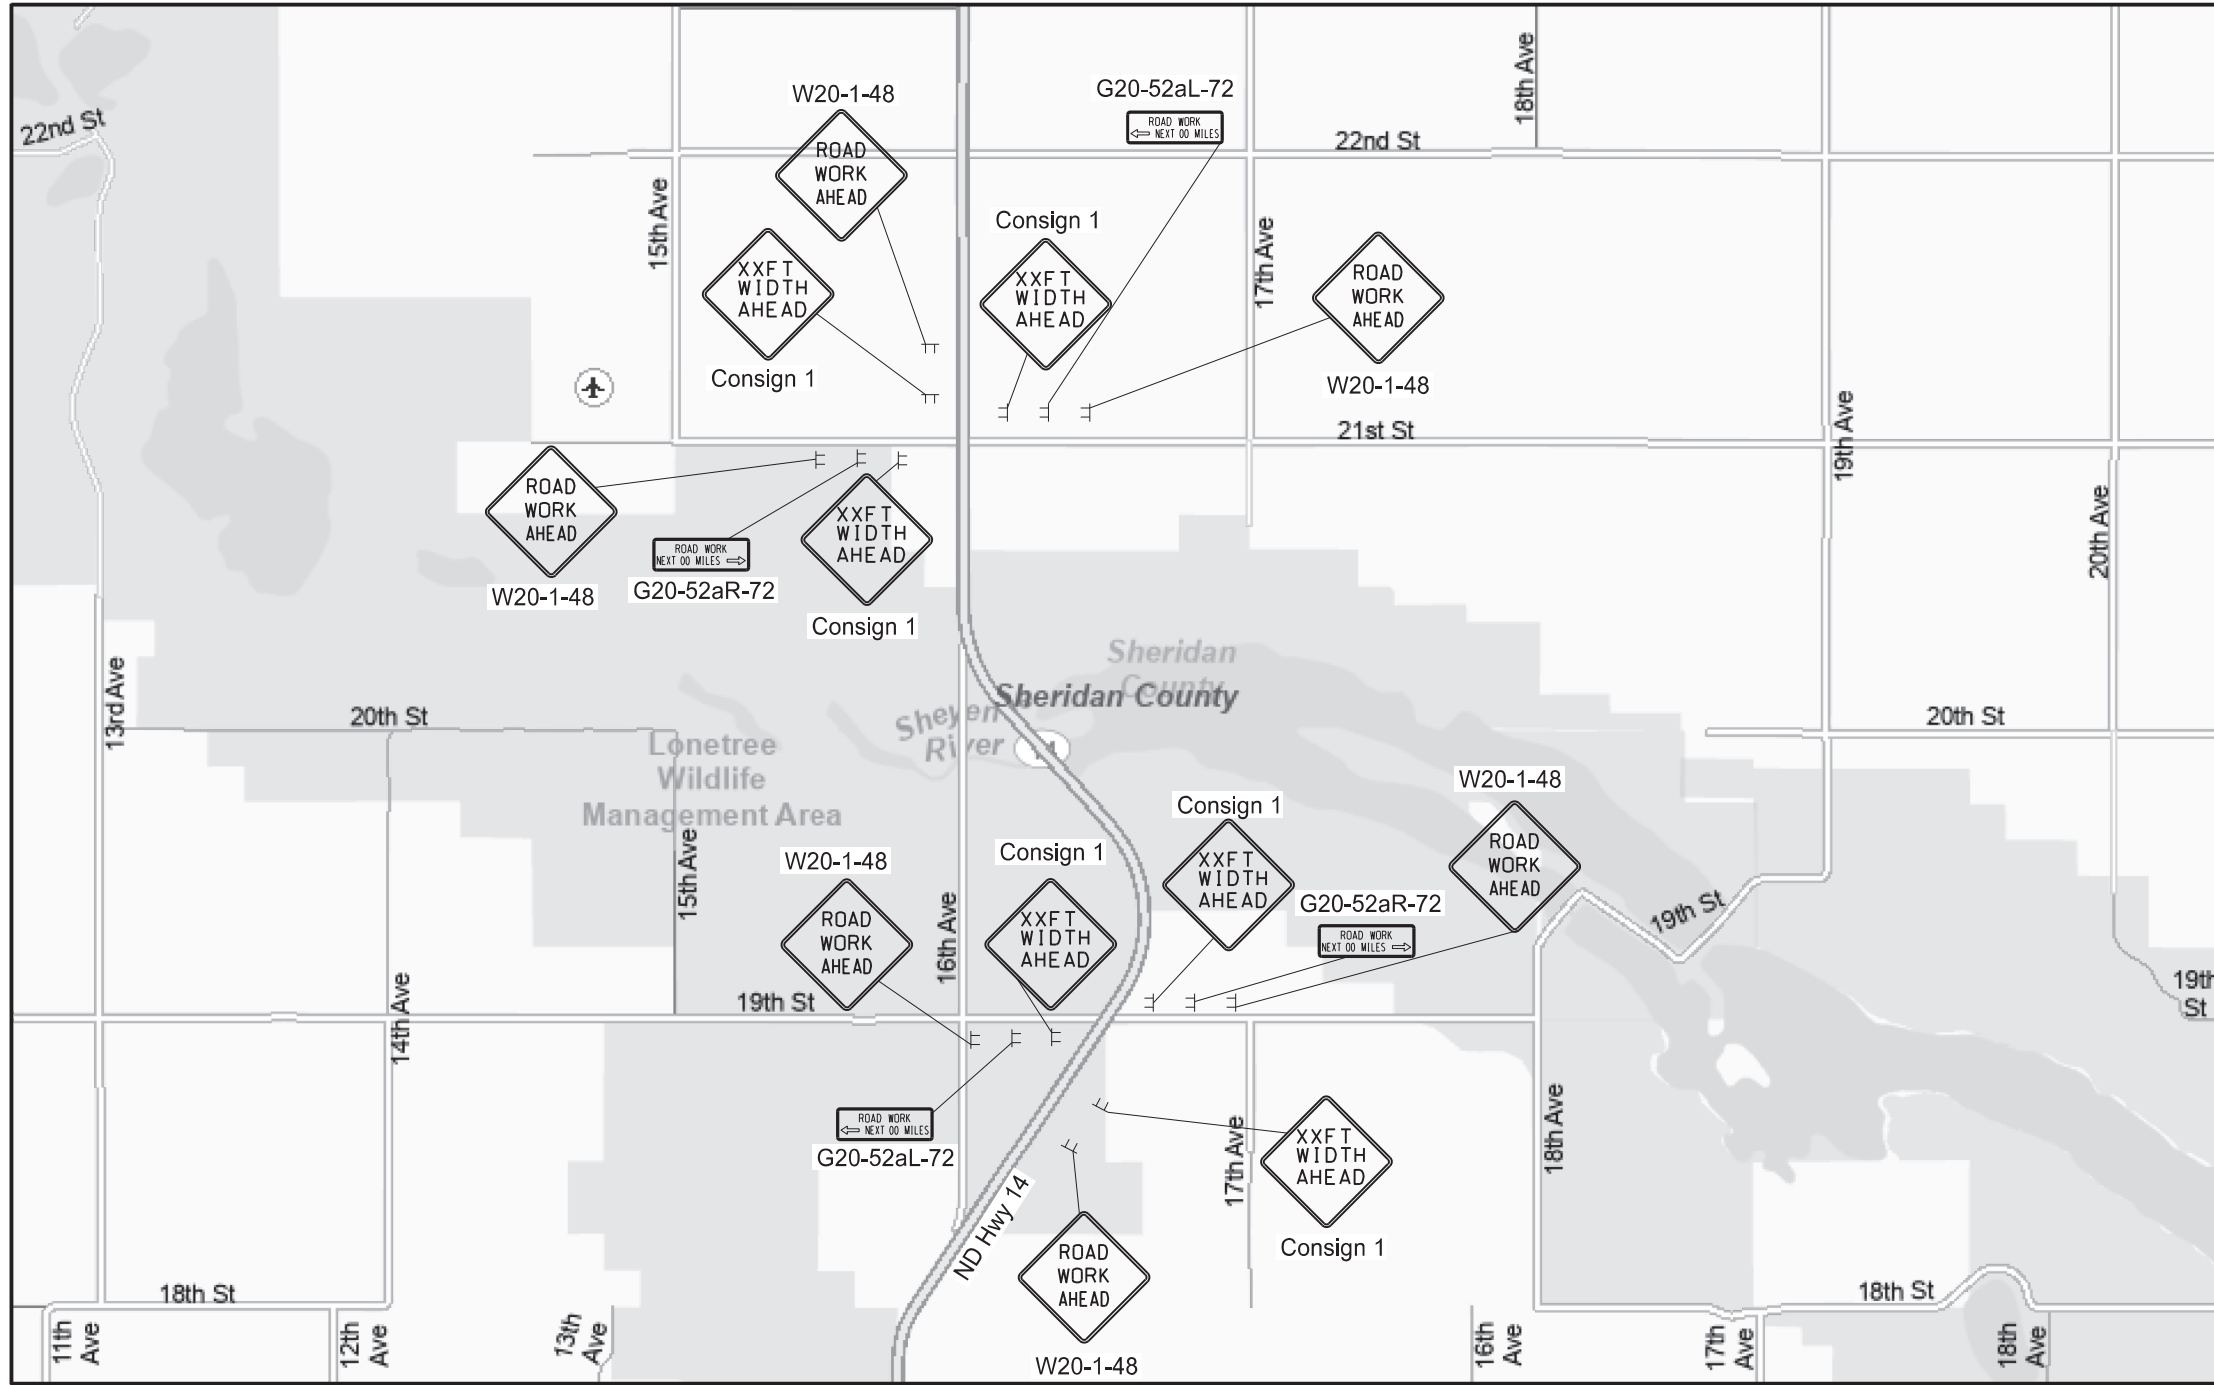 W20-1-48
G20-52aL-72
ROAD WORK
NEXT 00 MILES
18th Ave
22nd St
ROAD
WORK
AHEAD
22nd St
15th Ave
Consign 1
17th Ave
XXFT
WIDTH
AHEAD
XXFT
WIDTH
AHEAD
ROAD
WORK
AHEAD
Consign 1
W20-1-48
21st St
19th Ave
ROAD
WORK
AHEAD
XXFT
WIDTH
AHEAD
20th Ave
ROAD WORK
NEXT 00 MILES
W20-1-48
G20-52aR-72
Consign 1
Sheridan
County
Sheridan County
13rd Ave
20th St
Sheyen
River
20th St
Lonetree
Wildlife
Management Area
W20-1-48
Consign 1
W20-1-48
Consign 1
15th Ave
XXFT
WIDTH
AHEAD
ROAD
WORK
AHEAD
G20-52aR-72
ROAD WORK
NEXT 00 MILES
19th St
16th Ave
ROAD
WORK
AHEAD
XXFT
WIDTH
AHEAD
19th
St
19th St
14th Ave
ROAD WORK
NEXT 00 MILES
G20-52aL-72
XXFT
WIDTH
AHEAD
17th Ave
18th Ave
ND Hwy 14
Consign 1
ROAD
WORK
AHEAD
18th St
18th St
11th
Ave
12th
Ave
13th
Ave
W20-1-48
16th
Ave
17th
Ave
18th
Ave